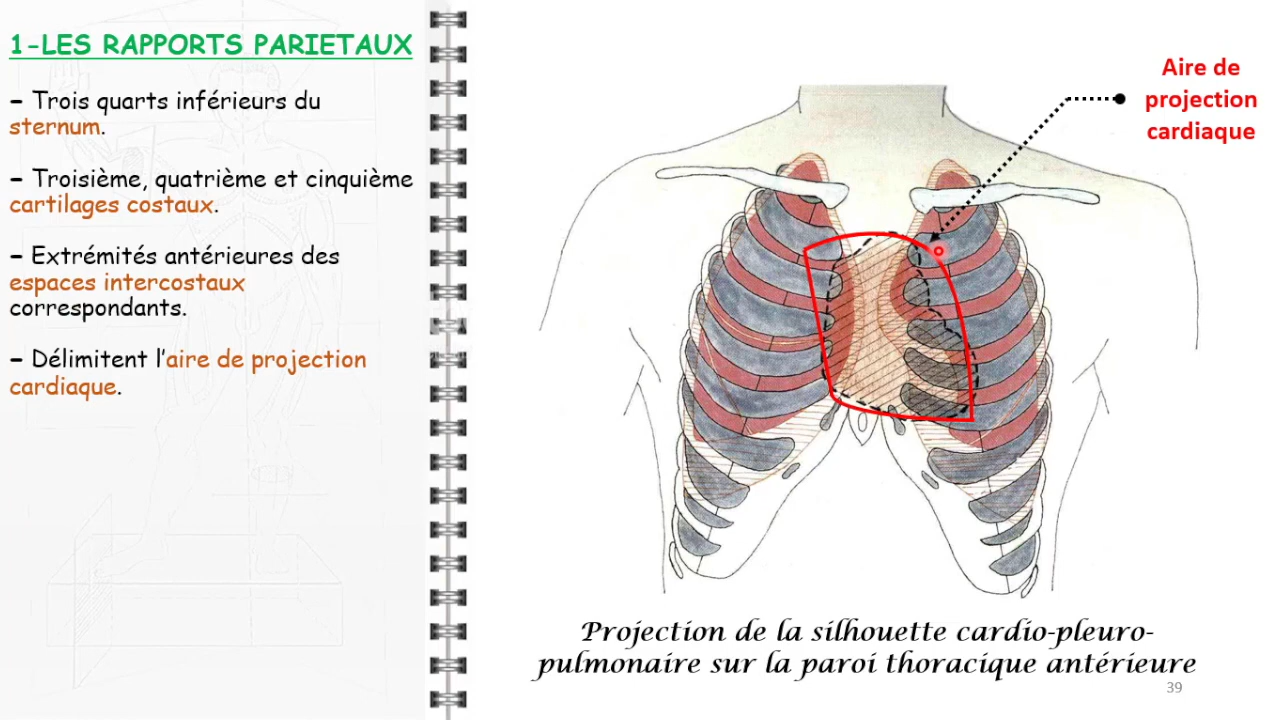 1-LES RAPPORTS PARIETAUX
– Trois quarts inférieurs du
sternum.
– Troisième, quatrième et cinquième
cartilages costaux.
– Extrémités antérieures des
espaces intercostaux
correspondants.
– Délimitent l'aire de projection
cardiaque.
Aire de
projection
cardiaque
Projection de la silhouette cardio-pleuro-
pulmonaire sur la paroi thoracique antérieure
39